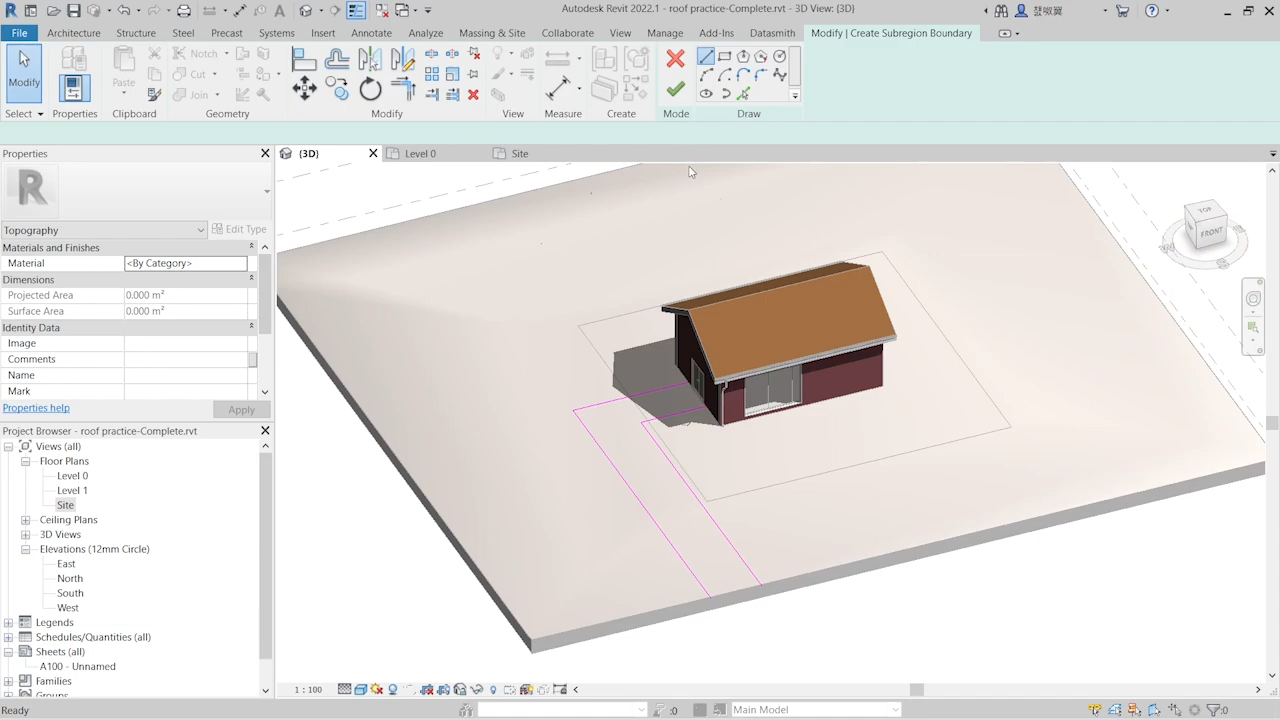 Autodesk Revit 2022.1 - roof practice-Complete.rvt - 3D View: {3D}
File Architecture Structure Steel Precast Systems Insert Annotate Analyze Massing & Site Collaborate View Manage Add-Ins Datasmith Modify | Create Subregion Boundary
Modify Notch Cut Join Paste
Select Properties Clipboard Geometry Modify View Measure Create Mode Draw
Properties
{3D} Level 0 Site
R
Topography Edit Type
Materials and Finishes
Material <By Category>
Dimensions
Projected Area 0.000 m²
Surface Area 0.000 m²
Identity Data
Image
Comments
Name
Mark
Properties help Apply
Project Browser - roof practice-Complete.rvt
Views (all)
Floor Plans
Level 0
Level 1
Site
Ceiling Plans
3D Views
Elevations (12mm Circle)
East
North
South
West
Legends
Schedules/Quantities (all)
Sheets (all)
A100 - Unnamed
Families
Groups
TOP
FRONT
1 : 100
Ready :0 Main Model :0